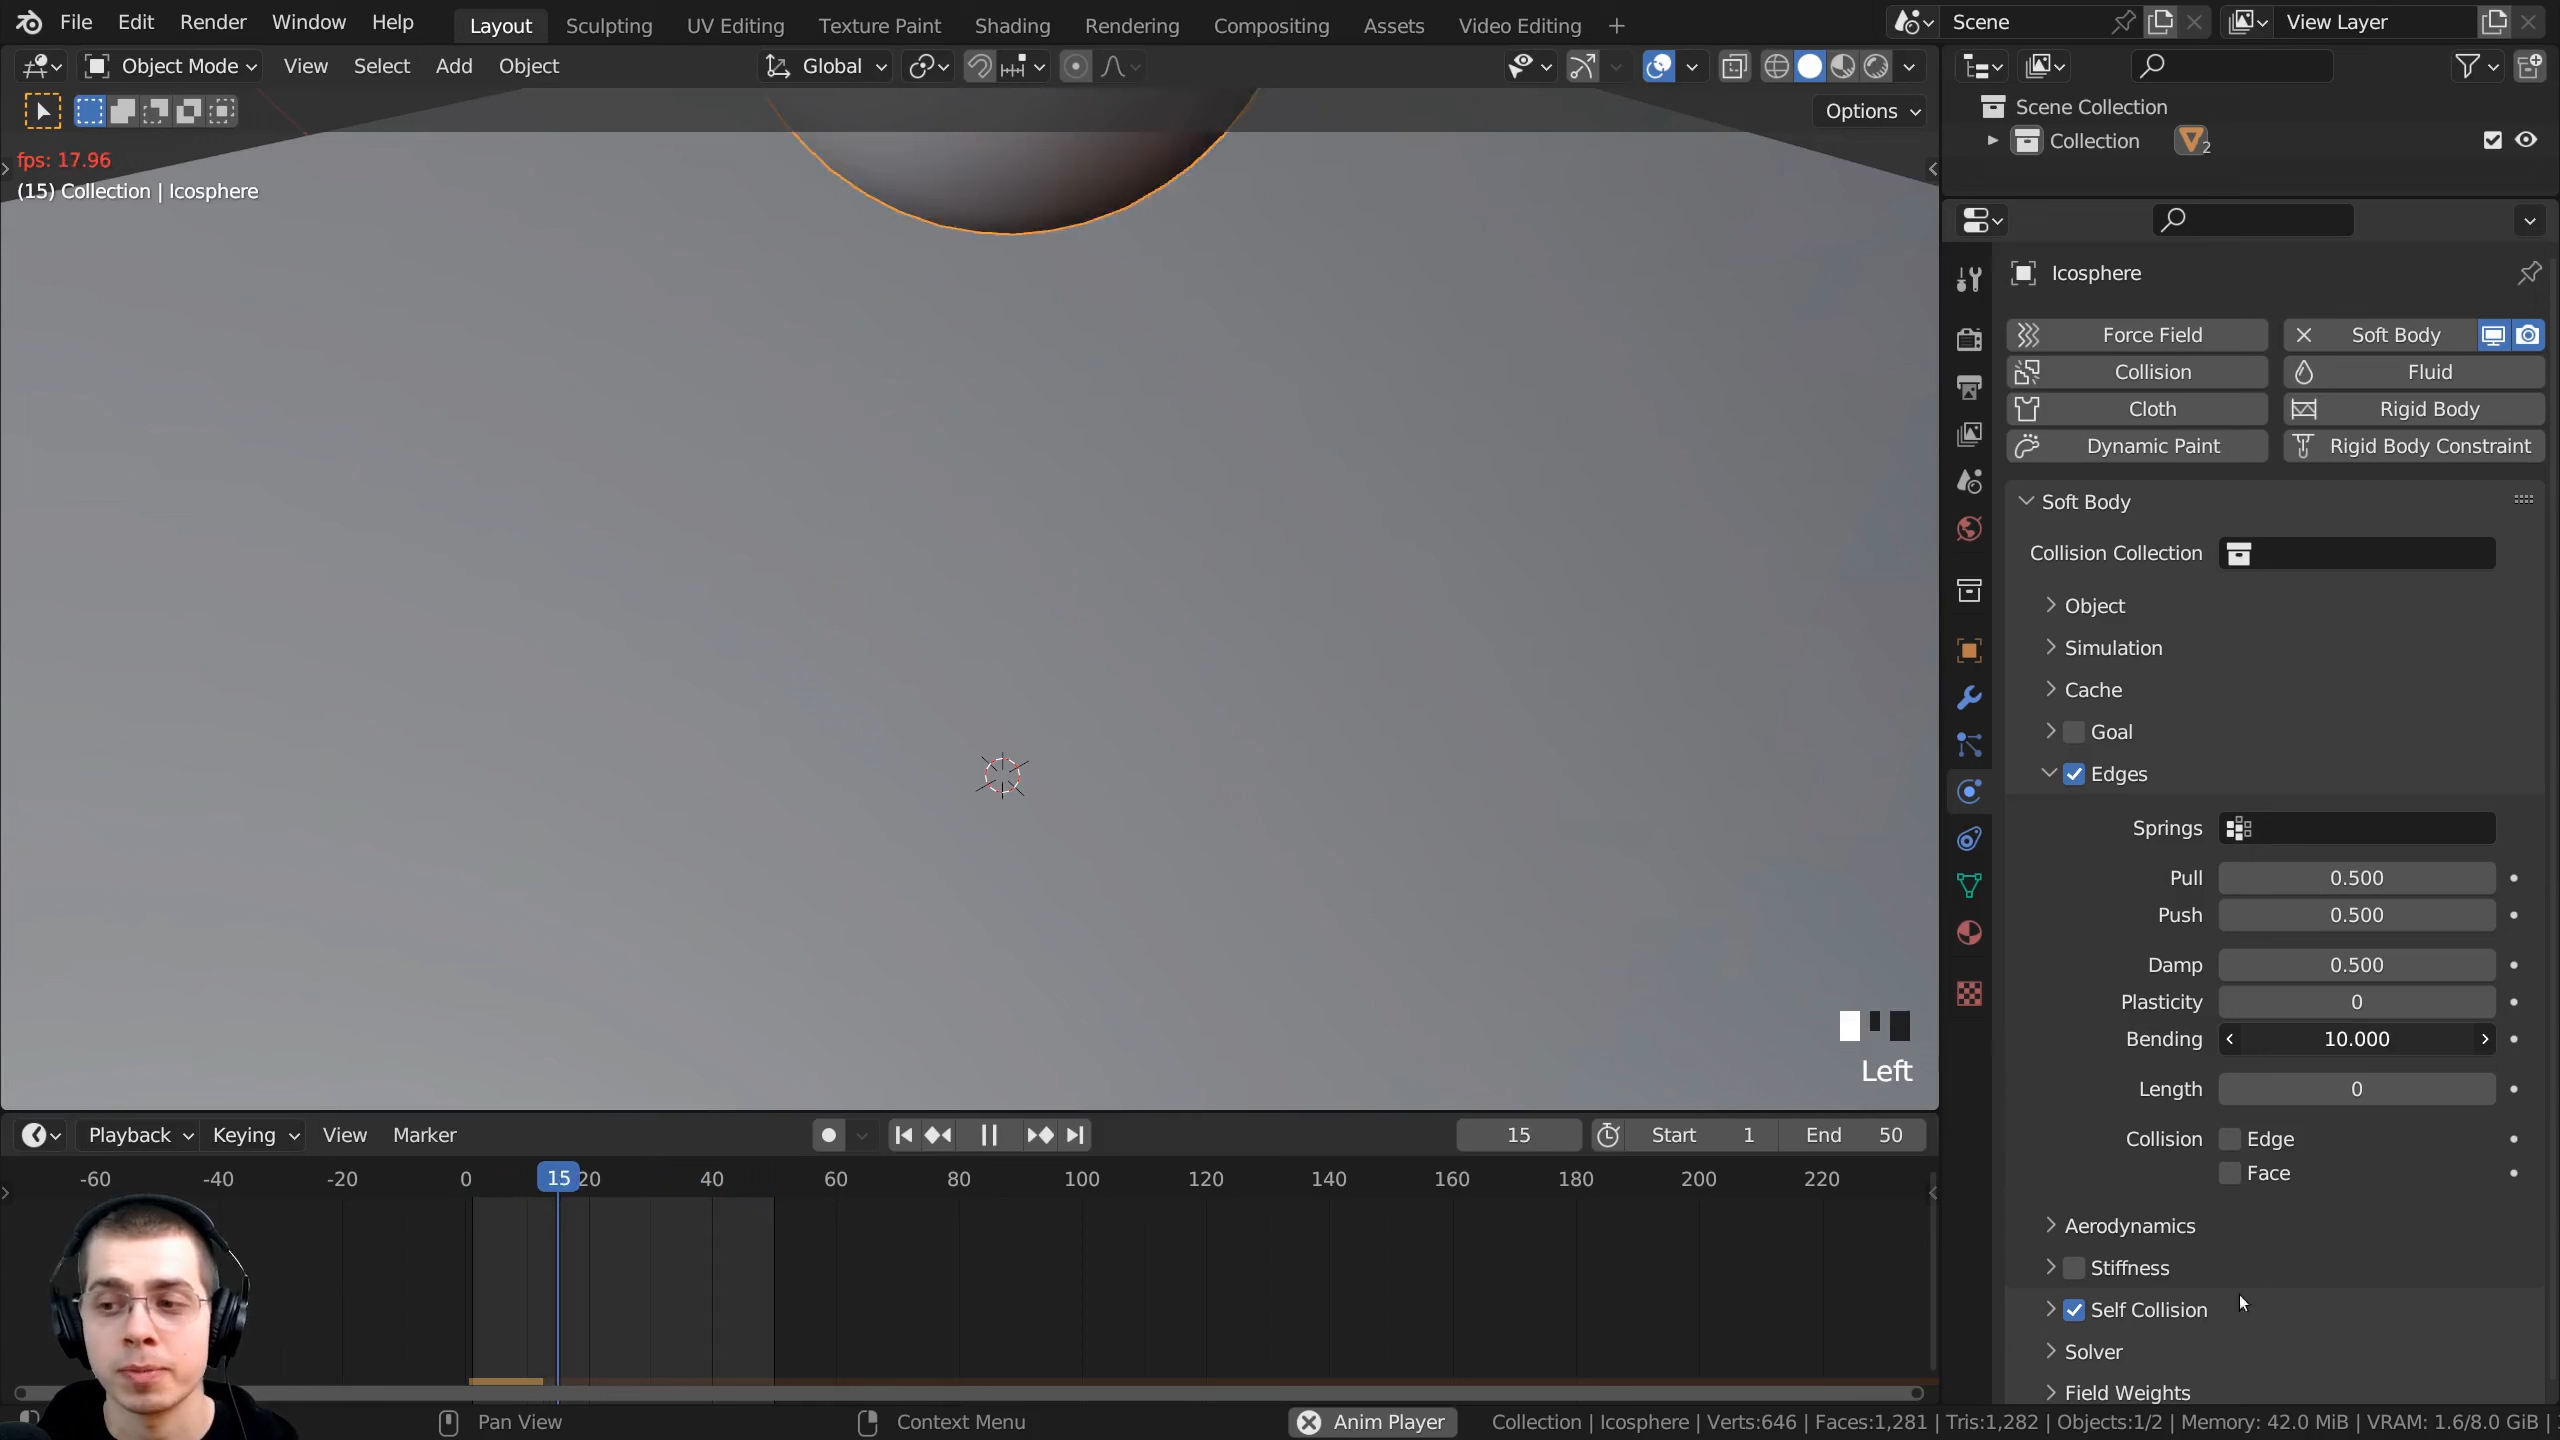 File Edit Render Window Help Layout Sculpting UV Editing Texture Paint Shading Rendering Compositing Assets Video Editing + Scene View Layer
Object Mode View Select Add Object Global
Options
fps: 17.96
(15) Collection | Icosphere
Scene Collection
Collection 2
Icosphere
Force Field Soft Body
Collision Fluid
Cloth Rigid Body
Dynamic Paint Rigid Body Constraint
Soft Body
Collision Collection
Object
Simulation
Cache
Goal
Edges
Springs
Pull 0.500
Push 0.500
Damp 0.500
Plasticity 0
Bending 10.000
Length 0
Collision Edge
Face
Aerodynamics
Stiffness
Self Collision
Solver
Field Weights
Left
Playback Keying View Marker 15 Start 1 End 50
-60 -40 -20 0 15 20 40 60 80 100 120 140 160 180 200 220
Pan View Context Menu Anim Player Collection | Icosphere | Verts:646 | Faces:1,281 | Tris:1,282 | Objects:1/2 | Memory: 42.0 MiB | VRAM: 1.6/8.0 GiB |